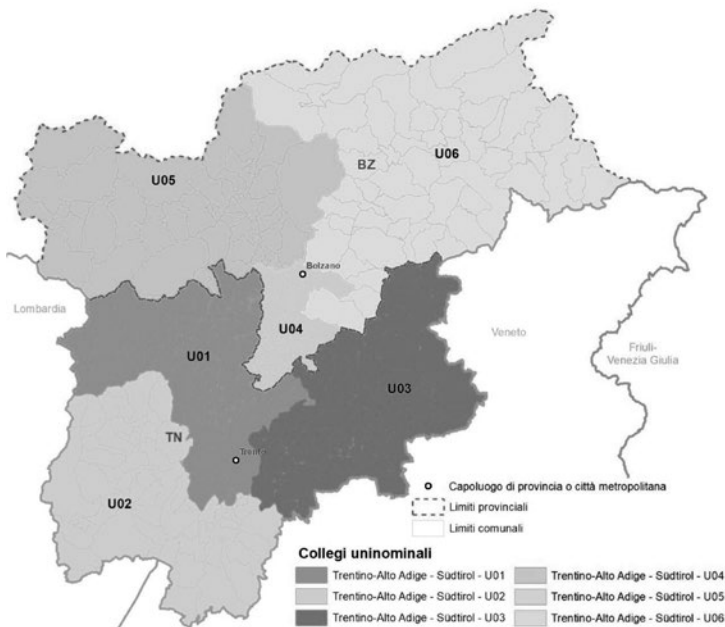 U06
BZ
U05
Bolzano
Lombardia
U04
Veneto
U01
Friuli-
Venezia Giulia
U03
TN
Trento
U02
Capoluogo di provincia o città metropolitana
Limiti provinciali
Limiti comunali
Collegi uninominali
Trentino-Alto Adige - Südtirol - U01
Trentino-Alto Adige - Südtirol - U04
Trentino-Alto Adige - Südtirol - U02
Trentino-Alto Adige - Südtirol - U05
Trentino-Alto Adige - Südtirol - U03
Trentino-Alto Adige - Südtirol - U06